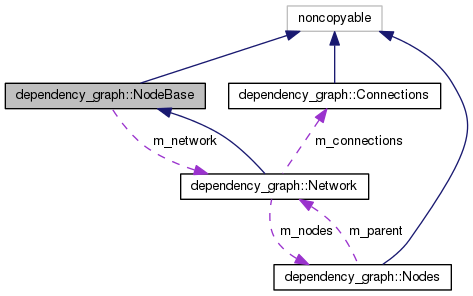 noncopyable
dependency_graph::NodeBase
dependency_graph::Connections
m_network
m_connections
dependency_graph::Network
m_nodes
m_parent
dependency_graph::Nodes